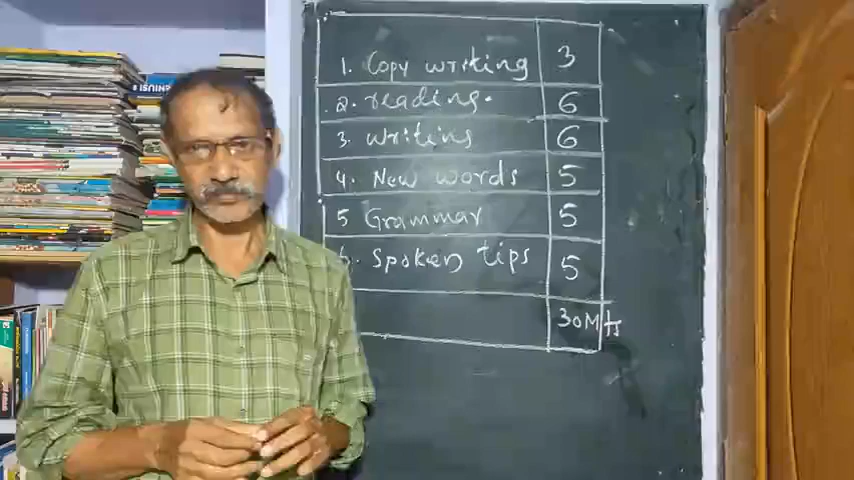 1. Copy writing 3
2. reading. 6
3. writing 6
4. New words 5
5 Grammar 5
6. Spoken tips 5
30Mts